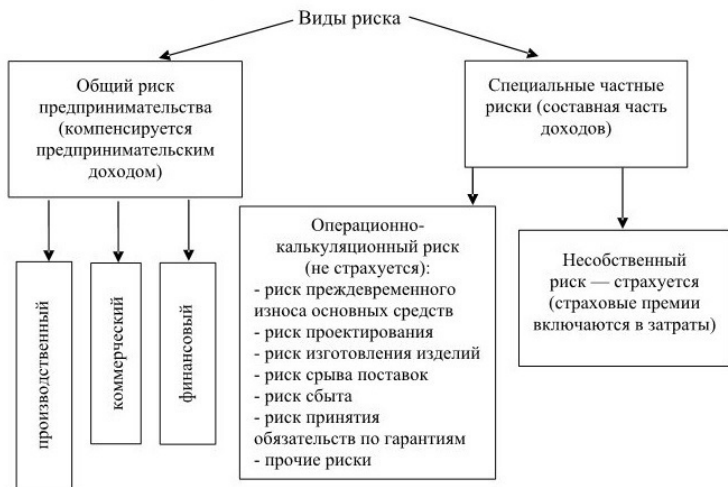 Виды риска
Общий риск
предпринимательства
(компенсируется
предпринимательским
доходом)
Специальные частные
риски (составная часть
доходов)
производственный
коммерческий
финансовый
Операционно-
калькуляционный риск
(не страхуется):
- риск преждевременного
износа основных средств
- риск проектирования
- риск изготовления изделий
- риск срыва поставок
- риск сбыта
- риск принятия
обязательств по гарантиям
- прочие риски
Несобственный
риск — страхуется
(страховые премии
включаются в затраты)